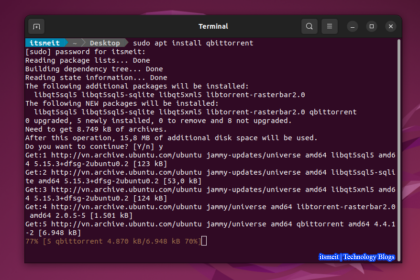 Terminal
itsmeit ~ Desktop sudo apt install qbittorrent
[sudo] password for itsmeit:
Reading package lists... Done
Building dependency tree... Done
Reading state information... Done
The following additional packages will be installed:
libqt5sql5 libqt5sql5-sqlite libqt5xml5 libtorrent-rasterbar2.0
The following NEW packages will be installed:
libqt5sql5 libqt5sql5-sqlite libqt5xml5 libtorrent-rasterbar2.0 qbittorrent
0 upgraded, 5 newly installed, 0 to remove and 8 not upgraded.
Need to get 8.749 kB of archives.
After this operation, 15,8 MB of additional disk space will be used.
Do you want to continue? [Y/n] y
Get:1 http://vn.archive.ubuntu.com/ubuntu jammy-updates/universe amd64 libqt5sql5 amd6
4 5.15.3+dfsg-2ubuntu0.2 [123 kB]
Get:2 http://vn.archive.ubuntu.com/ubuntu jammy-updates/universe amd64 libqt5sql5-sqli
te amd64 5.15.3+dfsg-2ubuntu0.2 [53,0 kB]
Get:3 http://vn.archive.ubuntu.com/ubuntu jammy-updates/universe amd64 libqt5xml5 amd6
4 5.15.3+dfsg-2ubuntu0.2 [124 kB]
Get:4 http://vn.archive.ubuntu.com/ubuntu jammy/universe amd64 libtorrent-rasterbar2.0
amd64 2.0.5-5 [1.501 kB]
Get:5 http://vn.archive.ubuntu.com/ubuntu jammy/universe amd64 qbittorrent amd64 4.4.1
-2 [6.948 kB]
77% [5 qbittorrent 4.870 kB/6.948 kB 70%]
itsmeit | Technology Blogs